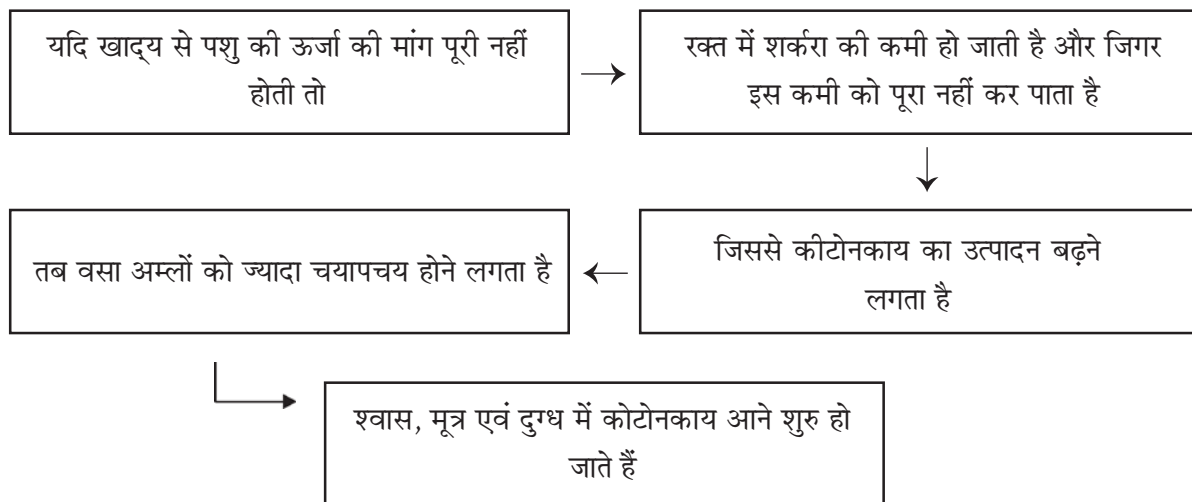 यदि खाद्य से पशु की ऊर्जा की मांग पूरी नहीं
होती तो
रक्त में शर्करा की कमी हो जाती है और जिगर
इस कमी को पूरा नहीं कर पाता है
जिससे कीटोनकाय का उत्पादन बढ़ने
लगता है
तब वसा अम्लों को ज्यादा चयापचय होने लगता है
श्वास, मूत्र एवं दुग्ध में कोटोनकाय आने शुरु हो
जाते हैं